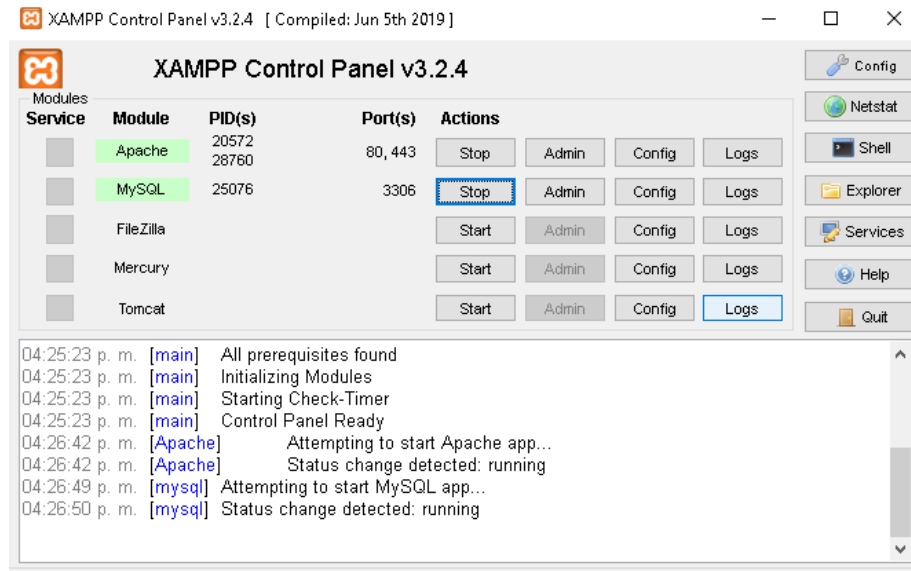 XAMPP Control Panel v3.2.4 [ Compiled: Jun 5th 2019 ]
XAMPP Control Panel v3.2.4
Config
Modules
Service Module PID(s) Port(s) Actions
Netstat
Apache 20572 28760 80, 443 Stop Admin Config Logs
Shell
MySQL 25076 3306 Stop Admin Config Logs
Explorer
FileZilla Start Admin Config Logs
Services
Mercury Start Admin Config Logs
Help
Tomcat Start Admin Config Logs
Quit
04:25:23 p. m. [main] All prerequisites found
04:25:23 p. m. [main] Initializing Modules
04:25:23 p. m. [main] Starting Check-Timer
04:25:23 p. m. [main] Control Panel Ready
04:26:42 p. m. [Apache] Attempting to start Apache app...
04:26:42 p. m. [Apache] Status change detected: running
04:26:49 p. m. [mysql] Attempting to start MySQL app...
04:26:50 p. m. [mysql] Status change detected: running